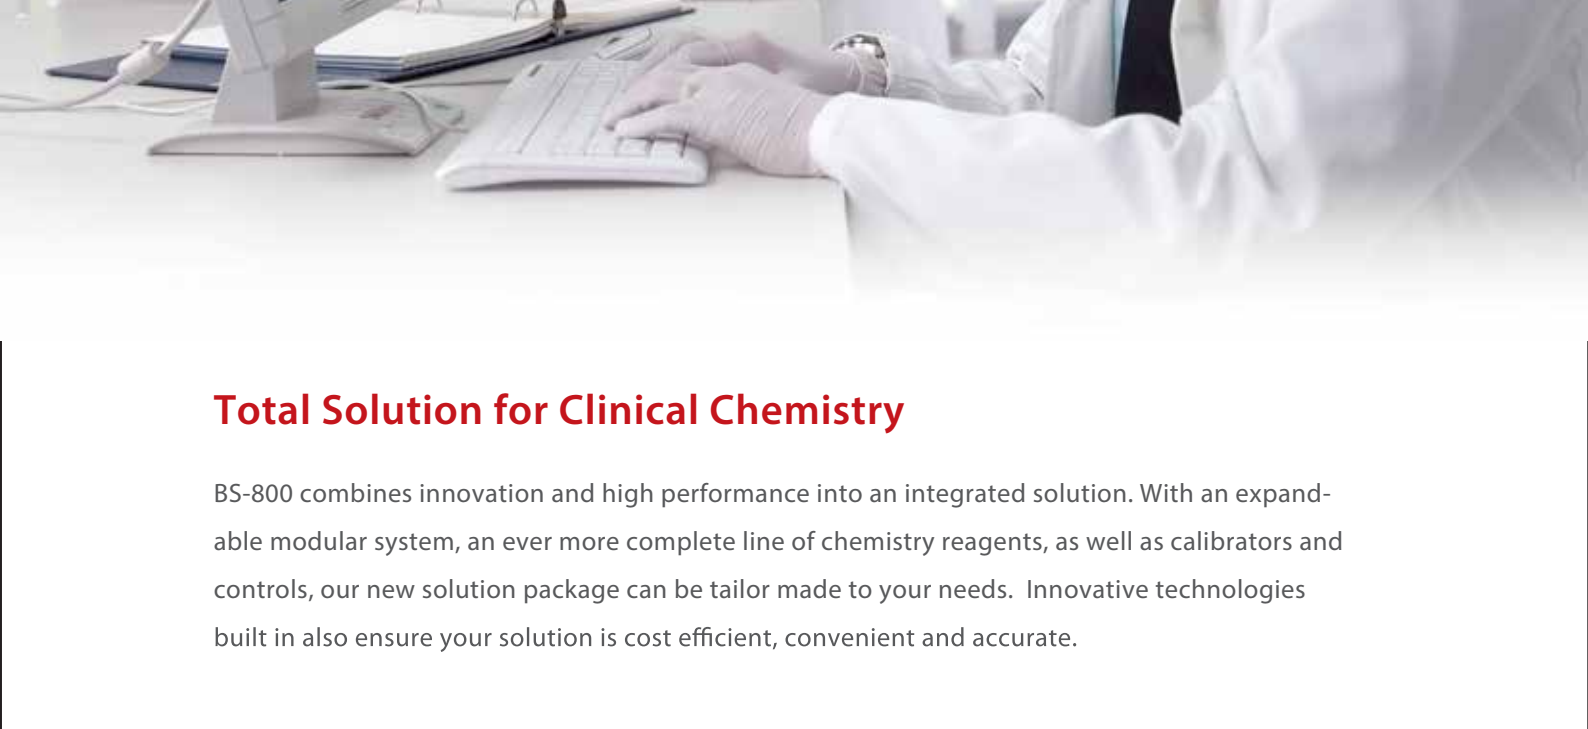 Total Solution for Clinical Chemistry
BS-800 combines innovation and high performance into an integrated solution. With an expand-
able modular system, an ever more complete line of chemistry reagents, as well as calibrators and
controls, our new solution package can be tailor made to your needs.  Innovative technologies
built in also ensure your solution is cost efficient, convenient and accurate.